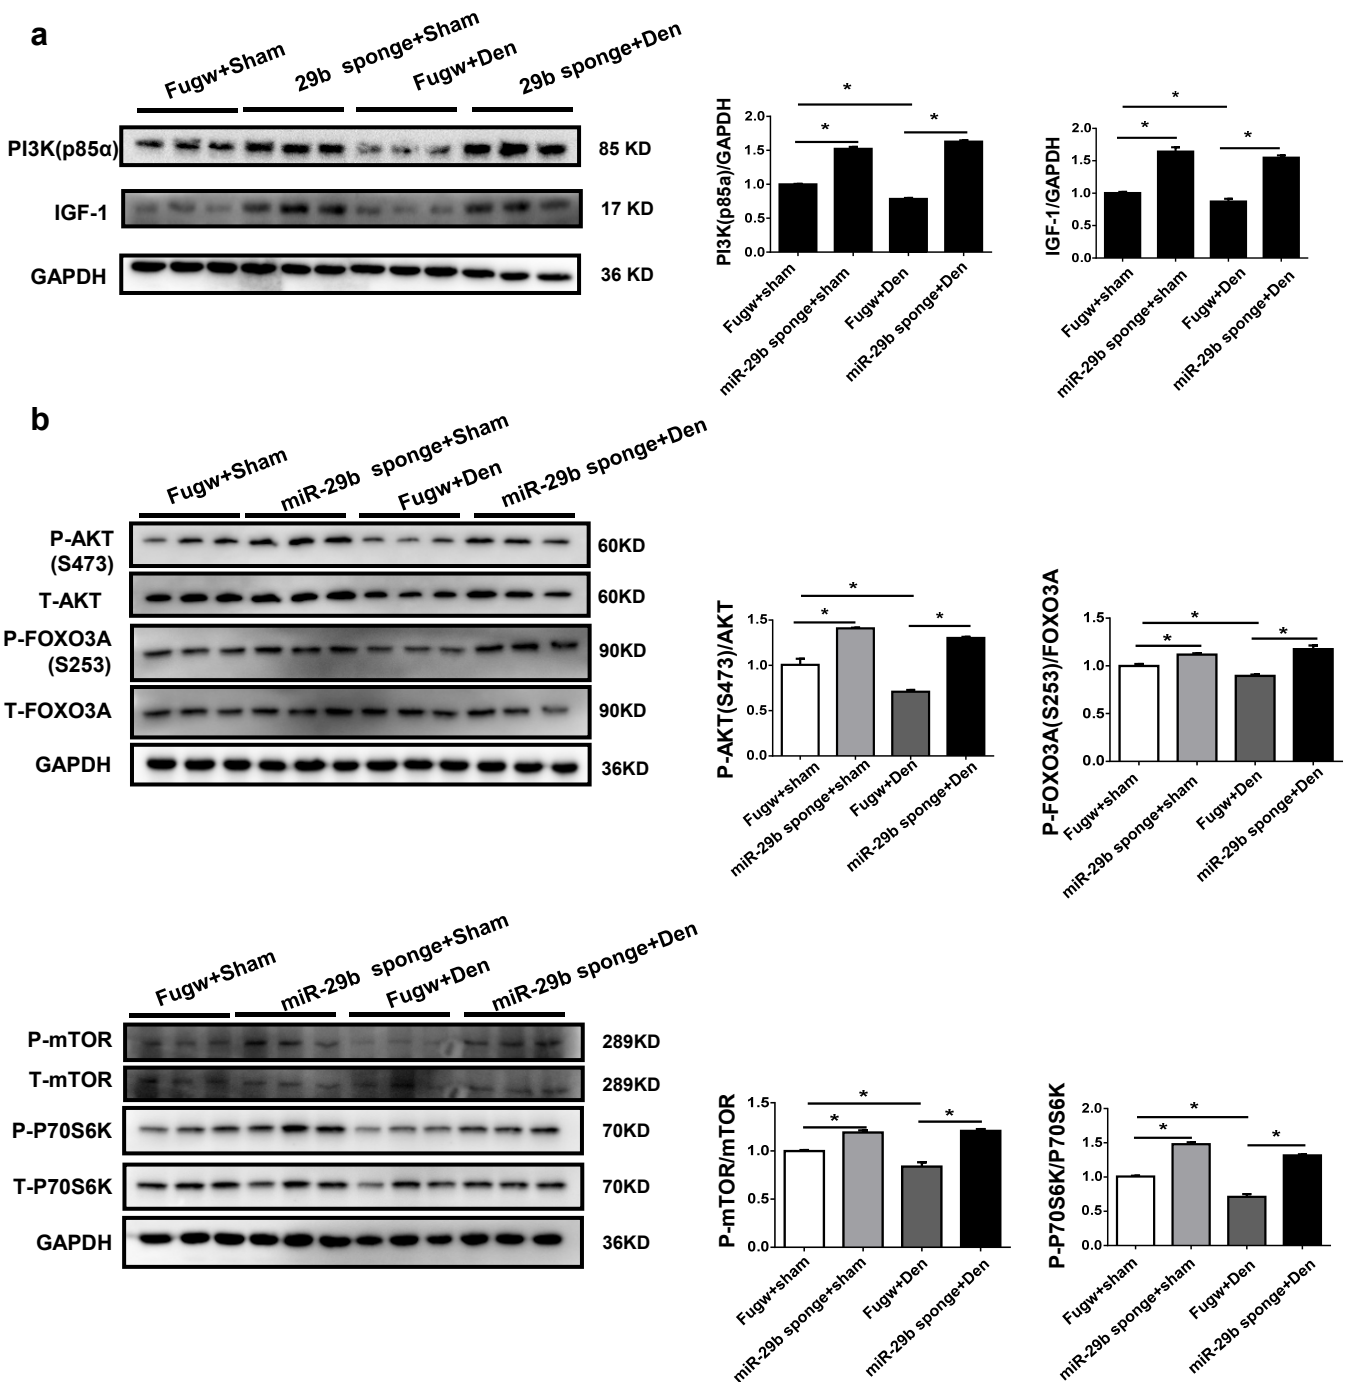 a
Fugw+Sham
29b sponge+Sham
Fugw+Den
29b sponge+Den
PI3K(p85α)
85 KD
IGF-1
17 KD
GAPDH
36 KD
PI3K(p85a)/GAPDH
2.0
1.5
1.0
0.5
0.0
*
*
*
Fugw+sham
miR-29b sponge+sham
Fugw+Den
miR-29b sponge+Den
IGF-1/GAPDH
2.0
1.5
1.0
0.5
0.0
*
*
*
Fugw+sham
miR-29b sponge+sham
Fugw+Den
miR-29b sponge+Den
b
Fugw+Sham
miR-29b sponge+Sham
Fugw+Den
miR-29b sponge+Den
P-AKT
(S473)
60KD
T-AKT
60KD
P-FOXO3A
(S253)
90KD
T-FOXO3A
90KD
GAPDH
36KD
P-AKT(S473)/AKT
1.5
1.0
0.5
0.0
*
*
*
Fugw+sham
miR-29b sponge+sham
Fugw+Den
miR-29b sponge+Den
P-FOXO3A(S253)/FOXO3A
1.5
1.0
0.5
0.0
*
*
*
Fugw+sham
miR-29b sponge+sham
Fugw+Den
miR-29b sponge+Den
Fugw+Sham
miR-29b sponge+Sham
Fugw+Den
miR-29b sponge+Den
P-mTOR
289KD
T-mTOR
289KD
P-P70S6K
70KD
T-P70S6K
70KD
GAPDH
36KD
P-mTOR/mTOR
1.5
1.0
0.5
0.0
*
*
*
Fugw+sham
miR-29b sponge+sham
Fugw+Den
miR-29b sponge+Den
P-P70S6K/P70S6K
2.0
1.5
1.0
0.5
0.0
*
*
*
Fugw+sham
miR-29b sponge+sham
Fugw+Den
miR-29b sponge+Den